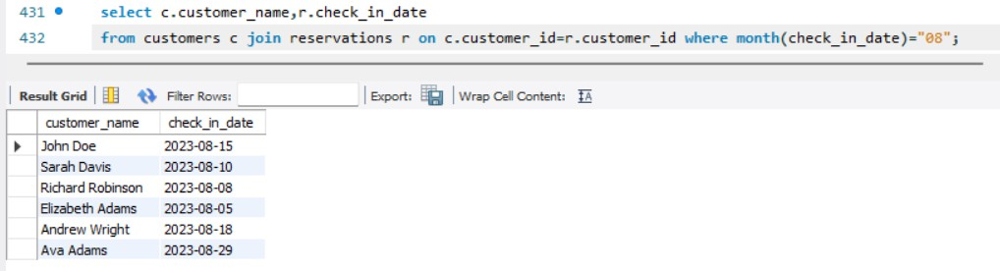 431 select c.customer_name,r.check_in_date
432 from customers c join reservations r on c.customer_id=r.customer_id where month(check_in_date)="08";
Result Grid Filter Rows: Export: Wrap Cell Content: IA
customer_name check_in_date
John Doe 2023-08-15
Sarah Davis 2023-08-10
Richard Robinson 2023-08-08
Elizabeth Adams 2023-08-05
Andrew Wright 2023-08-18
Ava Adams 2023-08-29